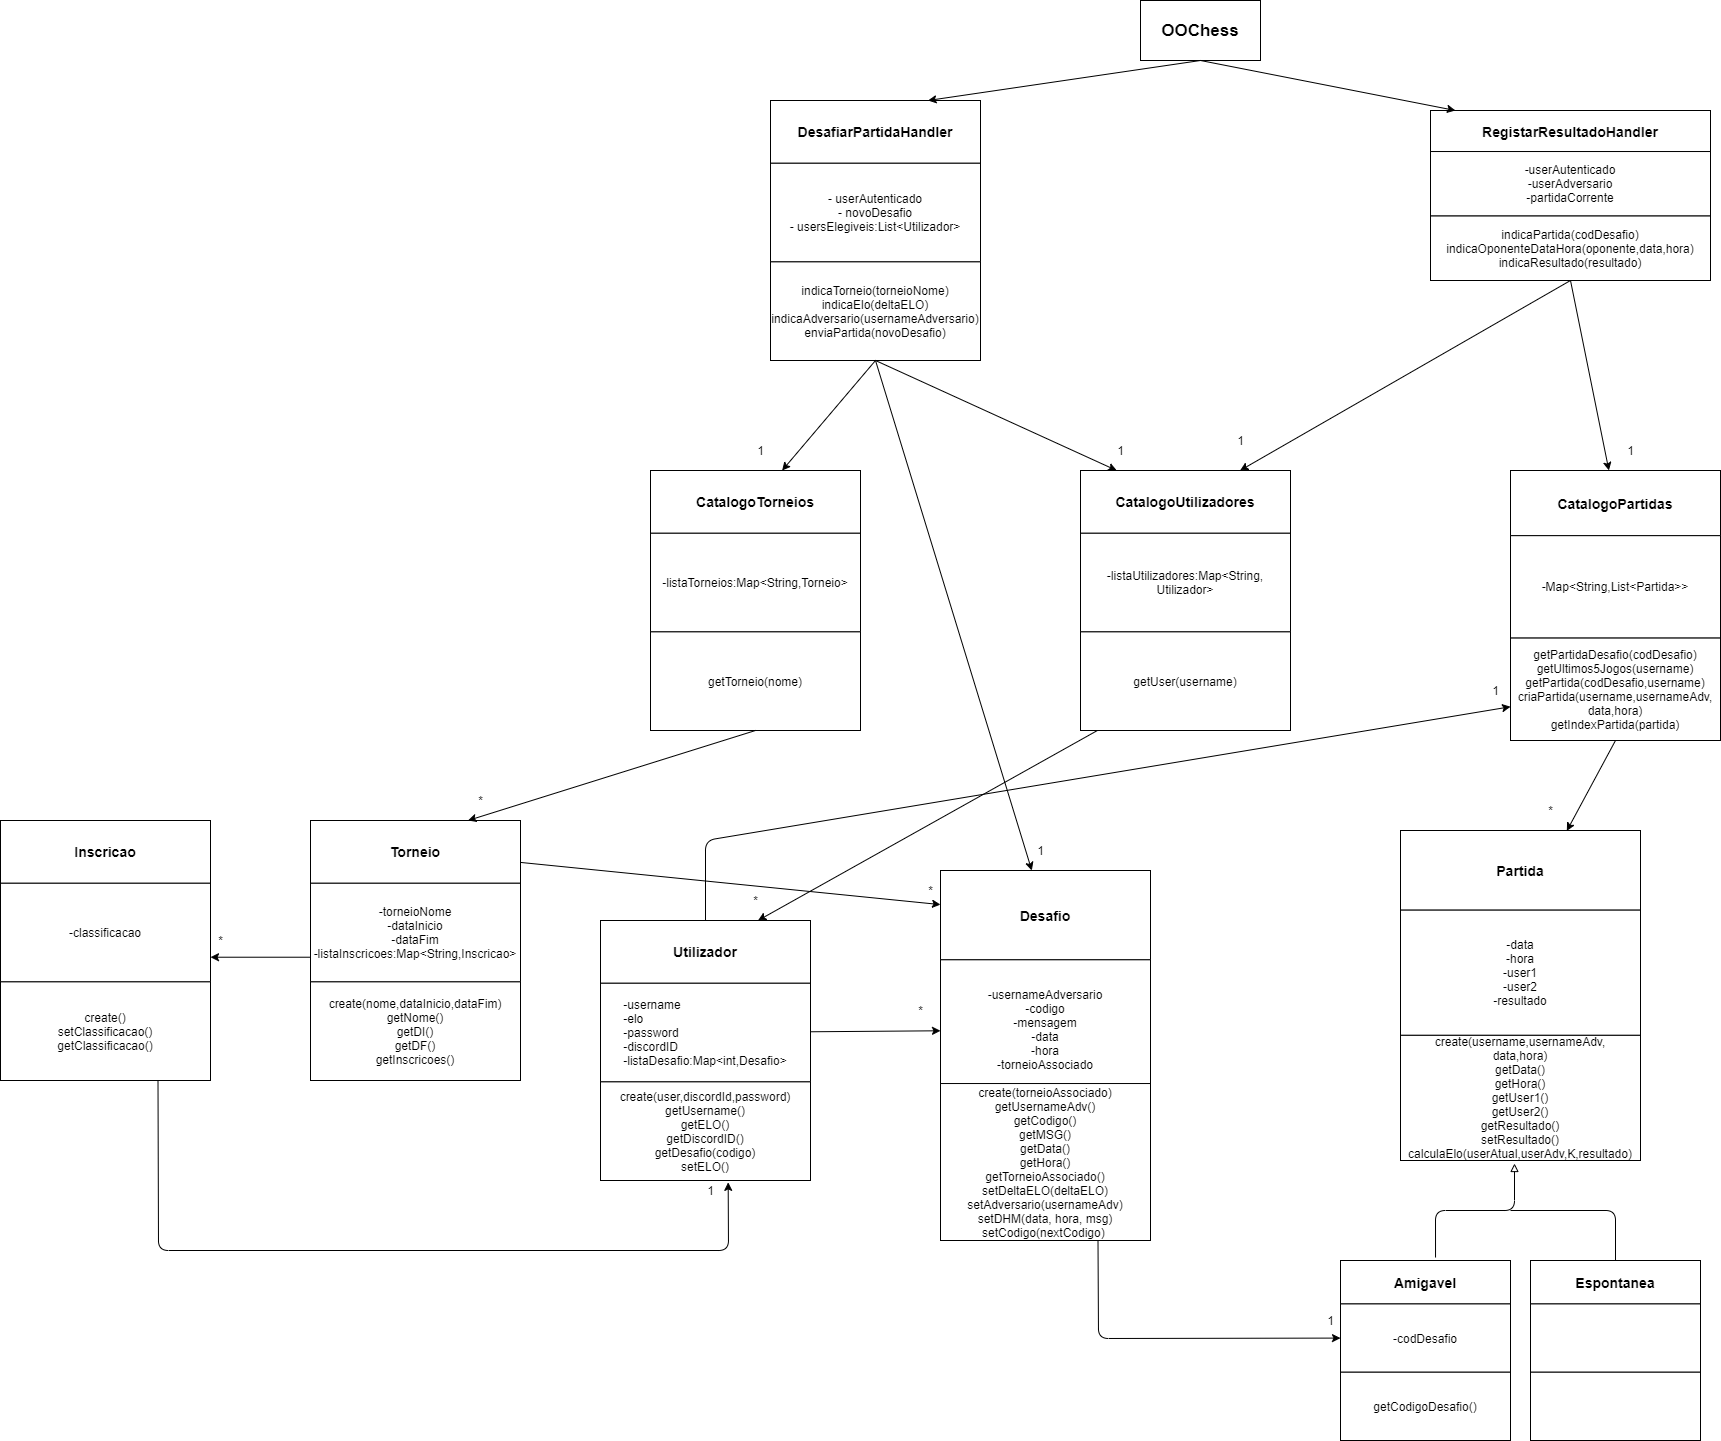 OOChess
DesafiarPartidaHandler
- userAutenticado
- novoDesafio
- usersElegiveis:List<Utilizador>
indicaTorneio(torneioNome)
indicaElo(deltaELO)
indicaAdversario(usernameAdversario)
enviaPartida(novoDesafio)
RegistarResultadoHandler
-userAutenticado
-userAdversario
-partidaCorrente
indicaPartida(codDesafio)
indicaOponenteDataHora(oponente,data,hora)
indicaResultado(resultado)
1
1
1
1
CatalogoTorneios
-listaTorneios:Map<String,Torneio>
getTorneio(nome)
CatalogoUtilizadores
-listaUtilizadores:Map<String,
Utilizador>
getUser(username)
CatalogoPartidas
-Map<String,List<Partida>>
getPartidaDesafio(codDesafio)
getUltimos5Jogos(username)
getPartida(codDesafio,username)
criaPartida(username,usernameAdv,
data,hora)
getIndexPartida(partida)
1
*
*
1
*
*
Inscricao
-classificacao
create()
setClassificacao()
getClassificacao()
*
Torneio
-torneioNome
-dataInicio
-dataFim
-listaInscricoes:Map<String,Inscricao>
create(nome,dataInicio,dataFim)
getNome()
getDI()
getDF()
getInscricoes()
Utilizador
-username
-elo
-password
-discordID
-listaDesafio:Map<int,Desafio>
create(user,discordId,password)
getUsername()
getELO()
getDiscordID()
getDesafio(codigo)
setELO()
1
*
Desafio
-usernameAdversario
-codigo
-mensagem
-data
-hora
-torneioAssociado
create(torneioAssociado)
getUsernameAdv()
getCodigo()
getMSG()
getData()
getHora()
getTorneioAssociado()
setDeltaELO(deltaELO)
setAdversario(usernameAdv)
setDHM(data, hora, msg)
setCodigo(nextCodigo)
Partida
-data
-hora
-user1
-user2
-resultado
create(username,usernameAdv,
data,hora)
getData()
getHora()
getUser1()
getUser2()
getResultado()
setResultado()
calculaElo(userAtual,userAdv,K,resultado)
1
Amigavel
-codDesafio
getCodigoDesafio()
Espontanea